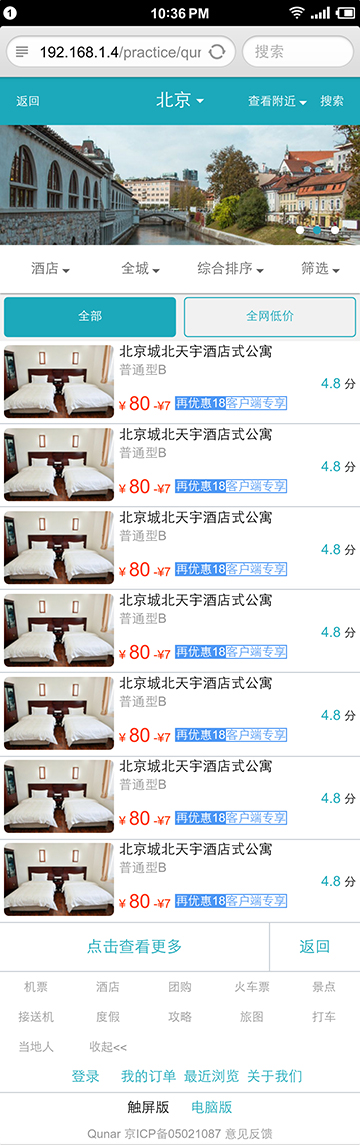 1 10:36 PM
192.168.1.4/practice/qur 搜索
返回 北京 查看附近 搜索
酒店 全城 综合排序 筛选
全部 全网低价
北京城北天宇酒店式公寓
普通型B
4.8 分
¥ 80 -¥7 再优惠18客户端专享
北京城北天宇酒店式公寓
普通型B
4.8 分
¥ 80 -¥7 再优惠18客户端专享
北京城北天宇酒店式公寓
普通型B
4.8 分
¥ 80 -¥7 再优惠18客户端专享
北京城北天宇酒店式公寓
普通型B
4.8 分
¥ 80 -¥7 再优惠18客户端专享
北京城北天宇酒店式公寓
普通型B
4.8 分
¥ 80 -¥7 再优惠18客户端专享
北京城北天宇酒店式公寓
普通型B
4.8 分
¥ 80 -¥7 再优惠18客户端专享
北京城北天宇酒店式公寓
普通型B
4.8 分
¥ 80 -¥7 再优惠18客户端专享
点击查看更多 返回
机票 酒店 团购 火车票 景点
接送机 度假 攻略 旅图 打车
当地人 收起<<
登录 我的订单 最近浏览 关于我们
触屏版 电脑版
Qunar 京ICP备05021087 意见反馈